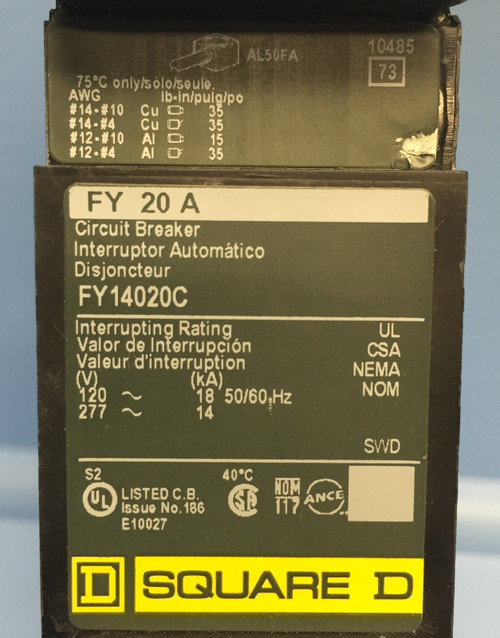 AL50FA 10485
73
75°C only/sólo/seule.
AWG lb-in/pulg/po
#14-#10 Cu 35
#14-#4 Cu 35
#12-#10 Al 15
#12-#4 Al 35
FY 20 A
Circuit Breaker
Interruptor Automático
Disjoncteur
FY14020C
Interrupting Rating UL
Valor de Interrupción CSA
Valeur d'interruption NEMA
(V) (kA) NOM
120 ~ 18 50/60 Hz
277 ~ 14
SWD
S2 40°C
UL LISTED C.B. SA NOM ANCE
Issue No.186 117
E10027
D SQUARE D